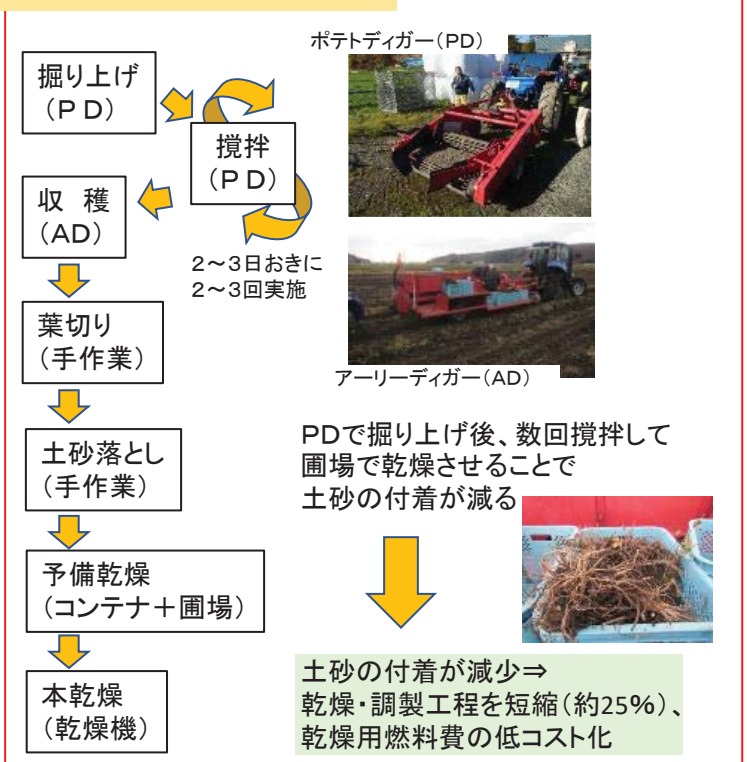 掘り上げ
（ＰＤ）
撹拌
（ＰＤ）
２～３日おきに
２～３回実施
収　穫
（AD）
葉切り
（手作業）
土砂落とし
（手作業）
予備乾燥
（コンテナ＋圃場）
本乾燥
（乾燥機）
ポテトディガー（PD）
アーリーディガー（AD）
PDで掘り上げ後、数回撹拌して
圃場で乾燥させることで
土砂の付着が減る
土砂の付着が減少⇒
乾燥・調製工程を短縮（約25％）、
乾燥用燃料費の低コスト化